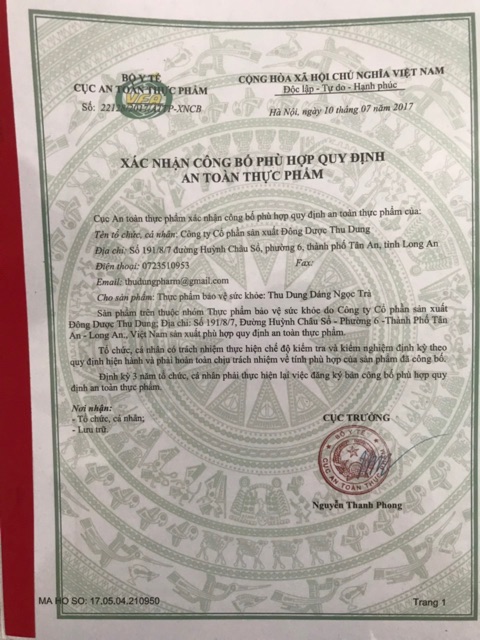 BỘ Y TẾ
CỤC AN TOÀN THỰC PHẨM
VFA
Số:
CỘNG HÒA XÃ HỘI CHỦ NGHĨA VIỆT NAM
Độc lập - Tự do - Hạnh phúc
Hà Nội, ngày 10 tháng 07 năm 2017
XÁC NHẬN CÔNG BỐ PHÙ HỢP QUY ĐỊNH
AN TOÀN THỰC PHẨM
Cục An toàn thực phẩm xác nhận công bố phù hợp quy định an toàn thực phẩm của:
Tên tổ chức, cá nhân: Công ty Cổ phần sản xuất Đông Dược Thu Dung
Địa chỉ: Số 191/8/7 đường Huỳnh Châu Sổ, phường 6, thành phố Tân An, tỉnh Long An
Điện thoại: 0723510953 Fax:
Email: thudungpharm@gmail.com
Cho sản phẩm: Thực phẩm bảo vệ sức khỏe: Thu Dung Dáng Ngọc Trà
Sản phẩm trên thuộc nhóm Thực phẩm bảo vệ sức khỏe do Công ty Cổ phần sản xuất
Đông Dược Thu Dung; Địa chỉ: Số 191/8/7, Đường Huỳnh Châu Sổ - Phường 6 -Thành Phố Tân
An - Long An., Việt Nam sản xuất phù hợp quy định an toàn thực phẩm.
Tổ chức, cá nhân có trách nhiệm thực hiện chế độ kiểm tra và kiểm nghiệm định kỳ theo
quy định hiện hành và phải hoàn toàn chịu trách nhiệm về tính phù hợp của sản phẩm đã công bố.
Định kỳ 3 năm tổ chức, cá nhân phải thực hiện lại việc đăng ký bản công bố phù hợp quy
định an toàn thực phẩm.
Nơi nhận:
- Tổ chức, cá nhân;
- Lưu trữ.
CỤC TRƯỞNG
BỘ Y TẾ
CỤC AN TOÀN THỰC
Nguyễn Thanh Phong
MA HO SO: 17.05.04.210950
Trang 1